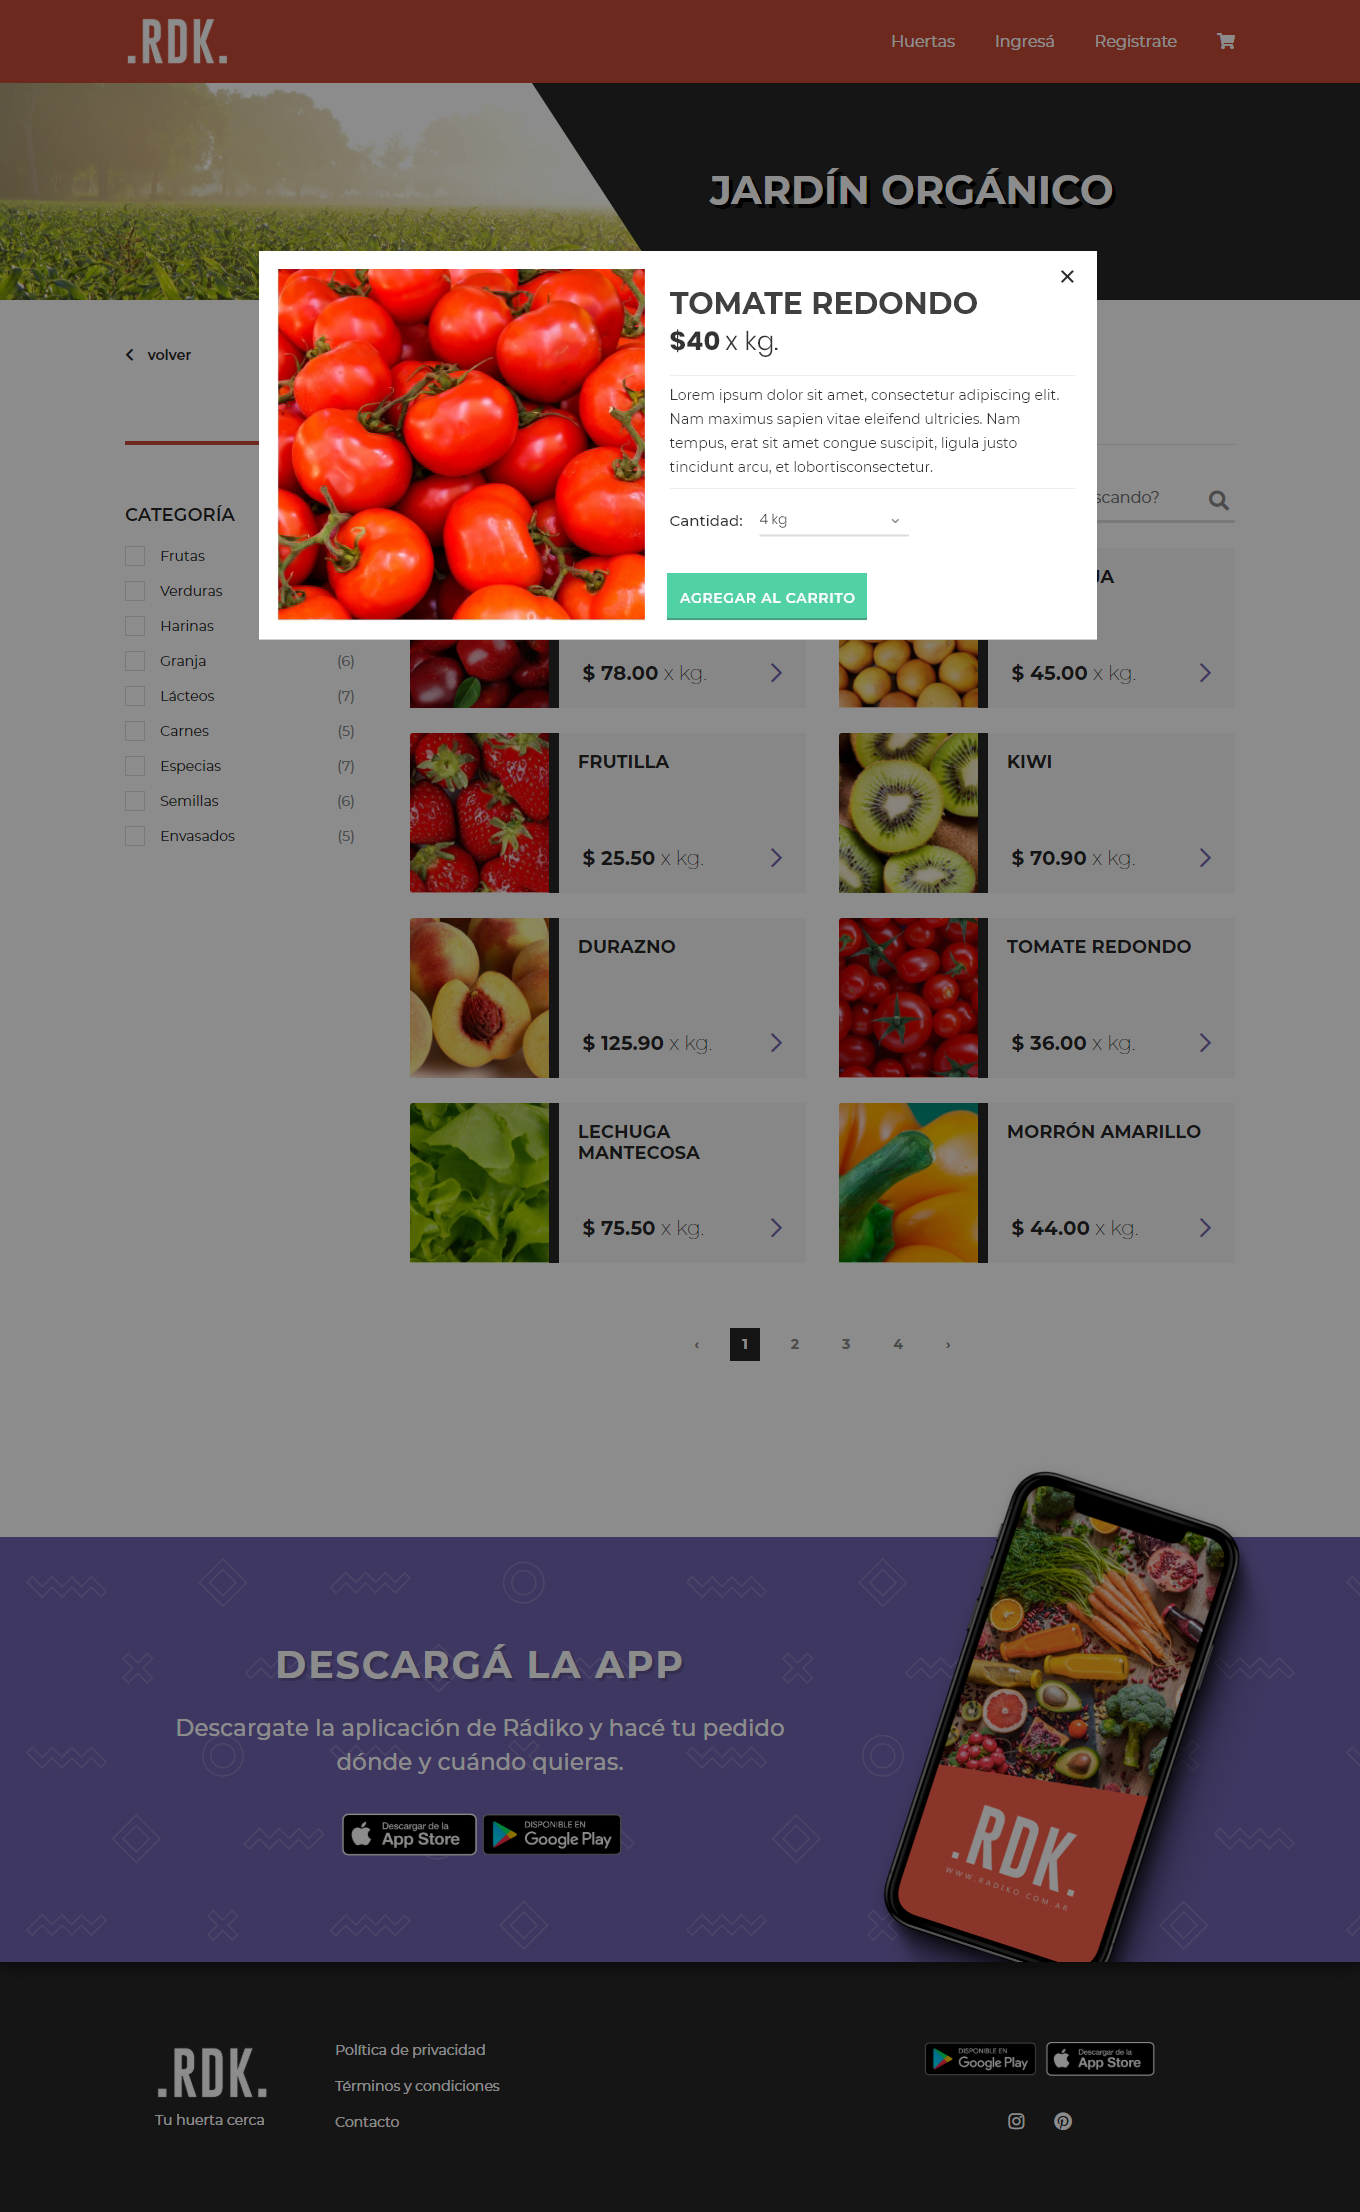 .RDK.
Huertas
Ingresá
Registrate
JARDÍN ORGÁNICO
volver
TOMATE REDONDO
$40 x kg.
Lorem ipsum dolor sit amet, consectetur adipiscing elit.
Nam maximus sapien vitae eleifend ultricies. Nam
tempus, erat sit amet congue suscipit, ligula justo
tincidunt arcu, et lobortisconsectetur.
Cantidad: 4 kg
AGREGAR AL CARRITO
CATEGORÍA
Frutas
Verduras
Harinas
Granja (6)
Lácteos (7)
Carnes (5)
Especias (7)
Semillas (6)
Envasados (5)
$ 78.00 x kg.
$ 45.00 x kg.
FRUTILLA
$ 25.50 x kg.
KIWI
$ 70.90 x kg.
DURAZNO
$ 125.90 x kg.
TOMATE REDONDO
$ 36.00 x kg.
LECHUGA
MANTECOSA
$ 75.50 x kg.
MORRÓN AMARILLO
$ 44.00 x kg.
‹ 1 2 3 4 ›
DESCARGÁ LA APP
Descargate la aplicación de Rádiko y hacé tu pedido
dónde y cuándo quieras.
Descargar de la
App Store
DISPONIBLE EN
Google Play
.RDK.
WWW.RADIKO.COM.AR
.RDK.
Tu huerta cerca
Política de privacidad
Términos y condiciones
Contacto
DISPONIBLE EN
Google Play
Descargar de la
App Store